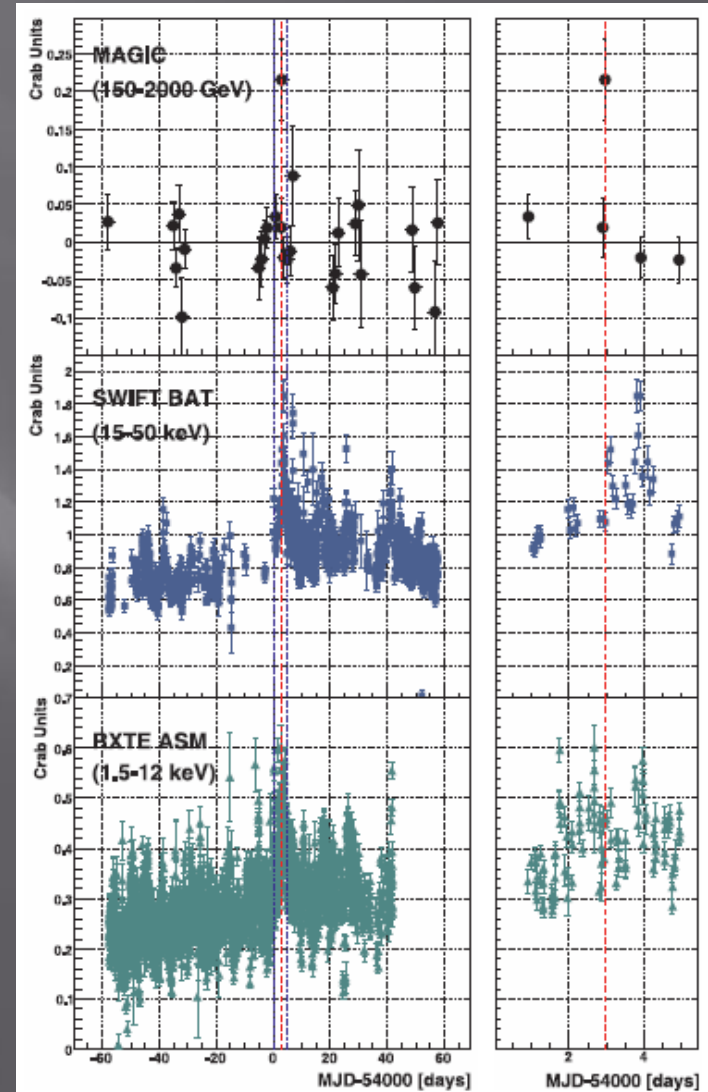 Crab Units
MAGIC
(150-2000 GeV)
0.25
0.2
0.15
0.1
0.05
0
-0.05
-0.1
Crab Units
SWIFT BAT
(15-50 keV)
2
1.8
1.6
1.4
1.2
1
0.8
0.6
0.4
0.2
Crab Units
RXTE ASM
(1.5-12 keV)
0.7
0.6
0.5
0.4
0.3
0.2
0.1
0
-60 -40 -20 0 20 40 60
MJD-54000 [days]
2 4
MJD-54000 [days]